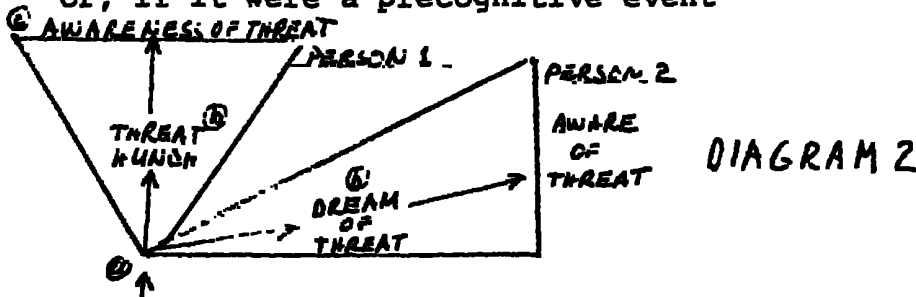 or, if it were a precognitive event
ⓒ AWARENESS OF THREAT
PERSON 1
PERSON 2
THREAT ⓑ
HUNCH
AWARE
OF
THREAT
DIAGRAM 2
ⓑ
DREAM
OF
THREAT
ⓐ